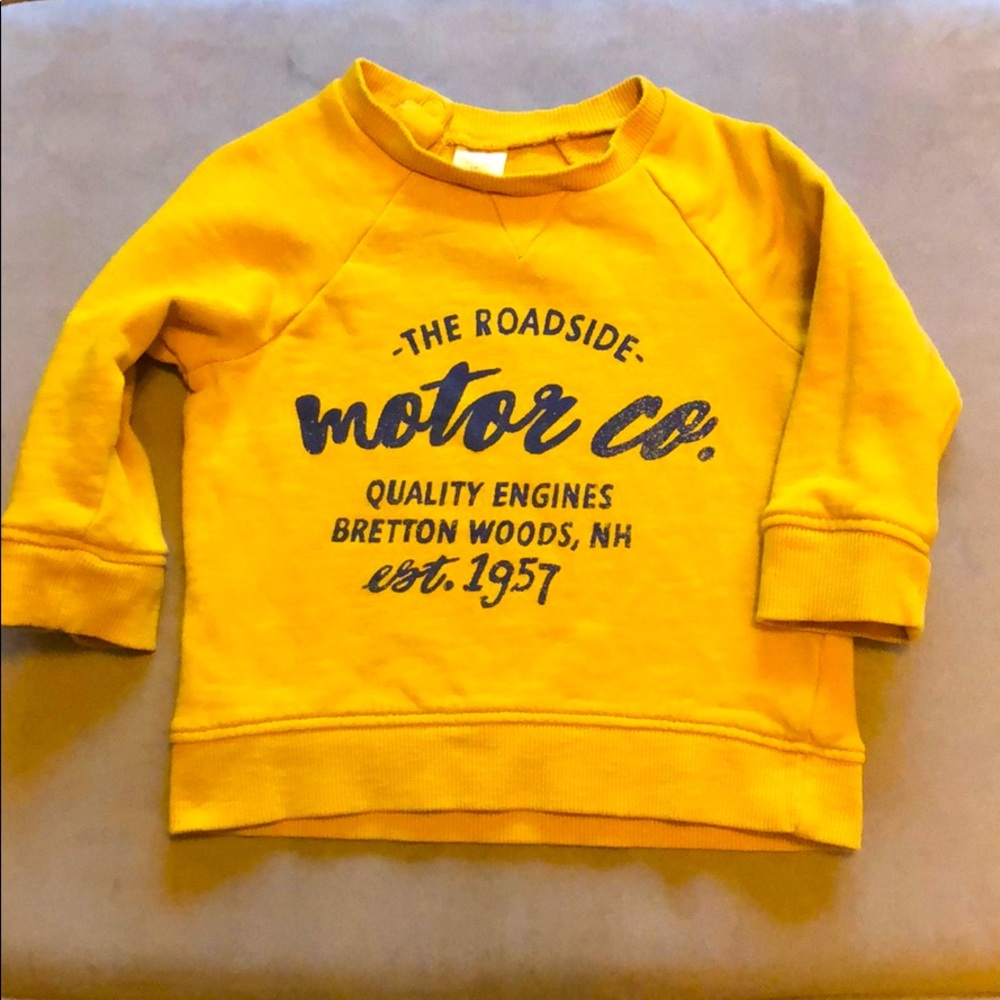 -THE ROADSIDE-
motor co.
QUALITY ENGINES
BRETTON WOODS, NH
est. 1957